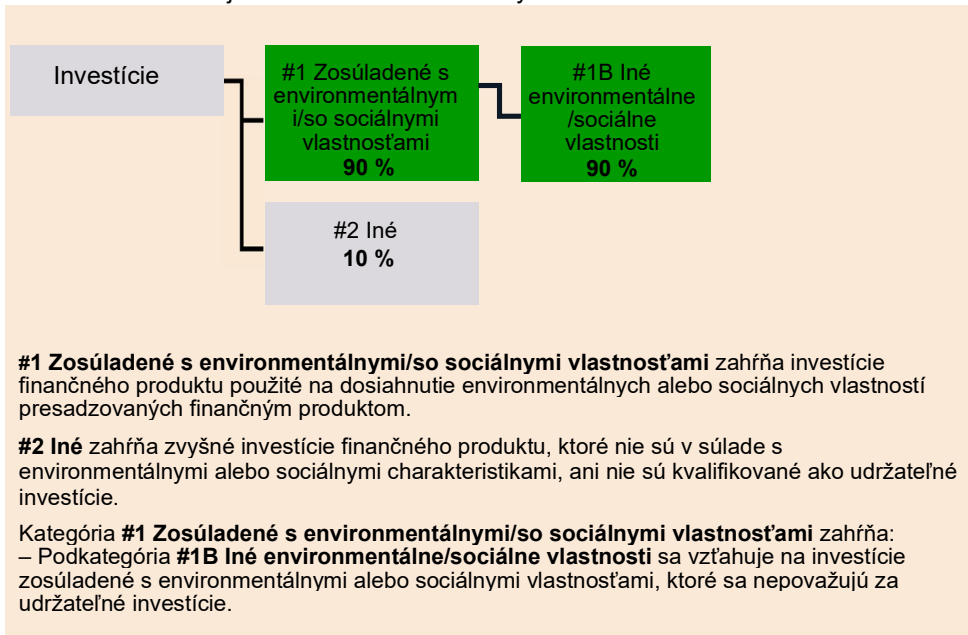 Investície
#1 Zosúladené s
environmentálnym
i/so sociálnymi
vlastnosťami
90 %
#1B Iné
environmentálne
/sociálne
vlastnosti
90 %
#2 Iné
10 %
#1 Zosúladené s environmentálnymi/so sociálnymi vlastnosťami zahŕňa investície
finančného produktu použité na dosiahnutie environmentálnych alebo sociálnych vlastností
presadzovaných finančným produktom.
#2 Iné zahŕňa zvyšné investície finančného produktu, ktoré nie sú v súlade s
environmentálnymi alebo sociálnymi charakteristikami, ani nie sú kvalifikované ako udržateľné
investície.
Kategória #1 Zosúladené s environmentálnymi/so sociálnymi vlastnosťami zahŕňa:
– Podkategória #1B Iné environmentálne/sociálne vlastnosti sa vzťahuje na investície
zosúladené s environmentálnymi alebo sociálnymi vlastnosťami, ktoré sa nepovažujú za
udržateľné investície.